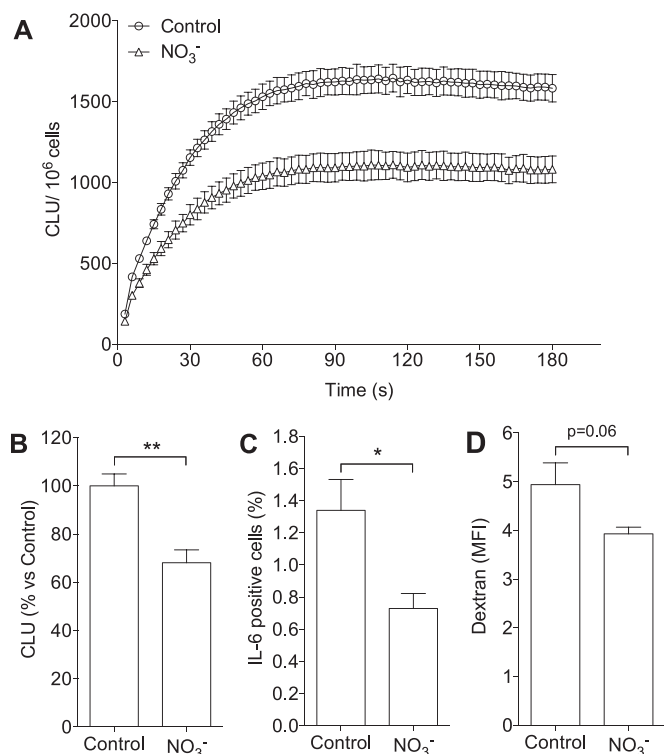 A
Control
NO₃⁻
2000
1500
1000
500
0
CLU/ 10⁶ cells
0 30 60 90 120 150 180
Time (s)
B
120
100
80
60
40
20
0
CLU (% vs Control)
**
Control NO₃⁻
C
1.8
1.6
1.4
1.2
1.0
0.8
0.6
0.4
0.2
0.0
IL-6 positive cells (%)
*
Control NO₃⁻
D
6
5
4
3
2
1
0
Dextran (MFI)
p=0.06
Control NO₃⁻